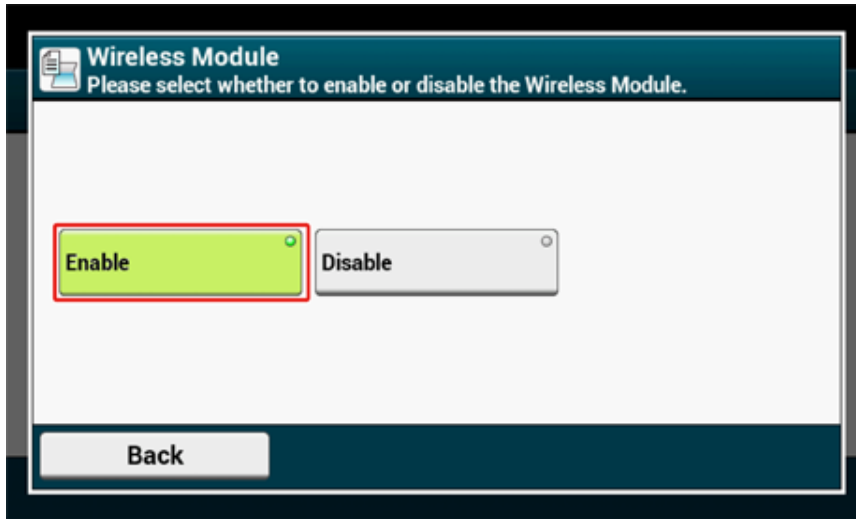 Wireless Module
Please select whether to enable or disable the Wireless Module.
Enable
Disable
Back